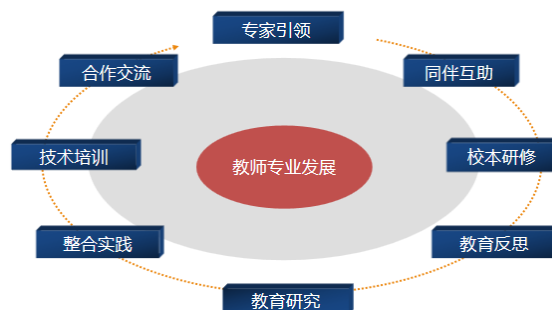 专家引领
合作交流
同伴互助
技术培训
教师专业发展
校本研修
整合实践
教育反思
教育研究